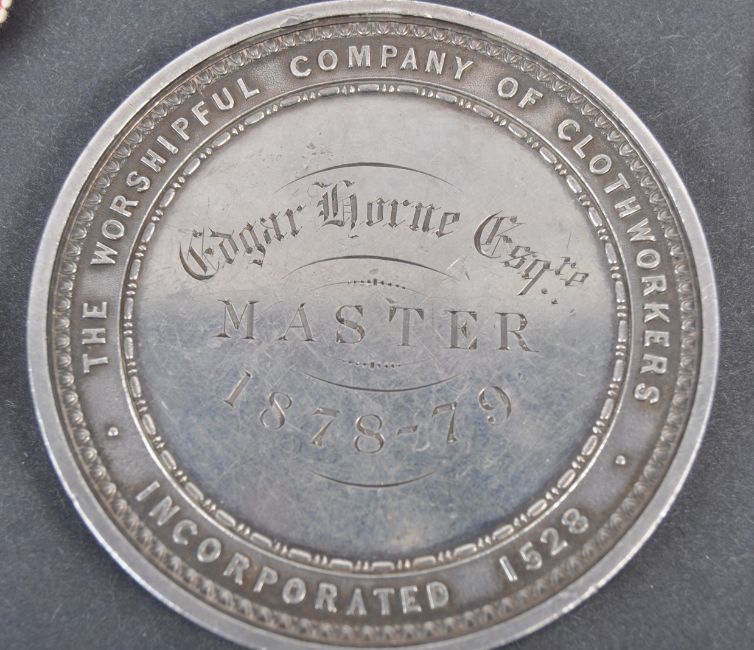 THE WORSHIPFUL COMPANY OF CLOTHWORKERS
Edgar Horne Esqre..
MASTER
1878-79
· INCORPORATED 1528 ·